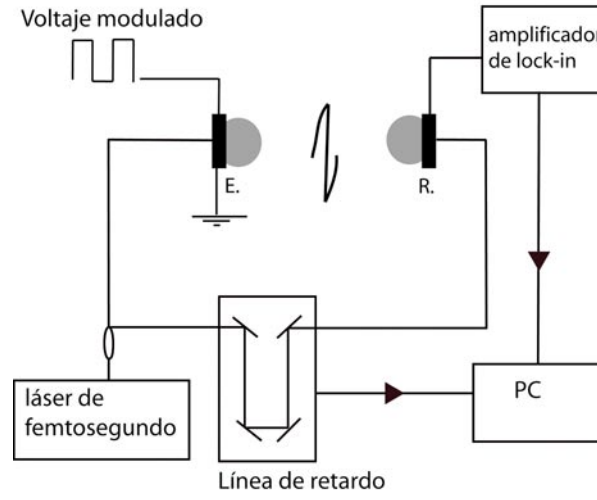 Voltaje modulado
amplificador
de lock-in
E.
R.
láser de
femtosegundo
PC
Línea de retardo